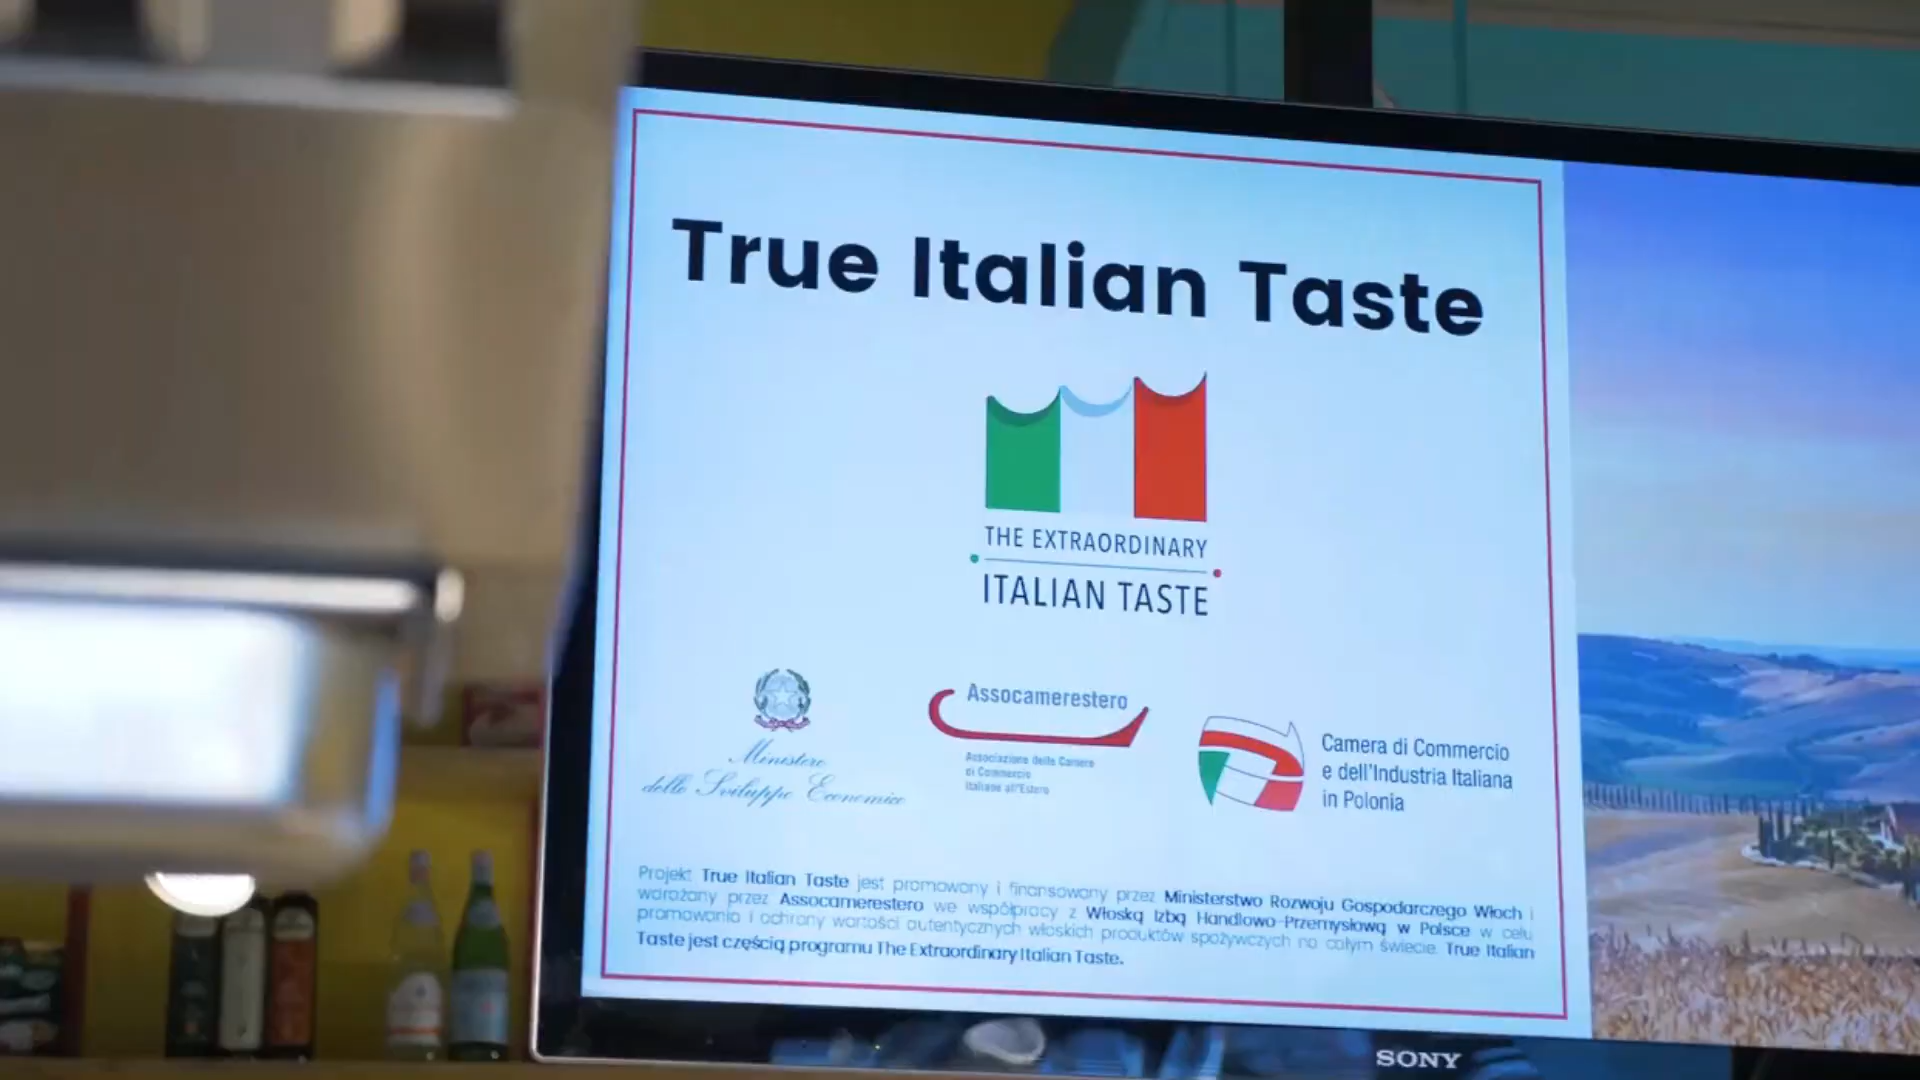 True Italian Taste
THE EXTRAORDINARY
ITALIAN TASTE
Ministero
dello Sviluppo Economico
Assocamerestero
Associazione delle Camere
di Commercio
Italiane all'Estero
Camera di Commercio
e dell'Industria Italiana
in Polonia
Projekt True Italian Taste jest promowany i finansowany przez Ministerstwo Rozwoju Gospodarczego Włoch i
wdrażany przez Assocamerestero we współpracy z Włoską Izbą Handlowo-Przemysłową w Polsce w celu
promowania i ochrony wartości autentycznych włoskich produktów spożywczych na całym świecie. True Italian
Taste jest częścią programu The Extraordinary Italian Taste.
SONY